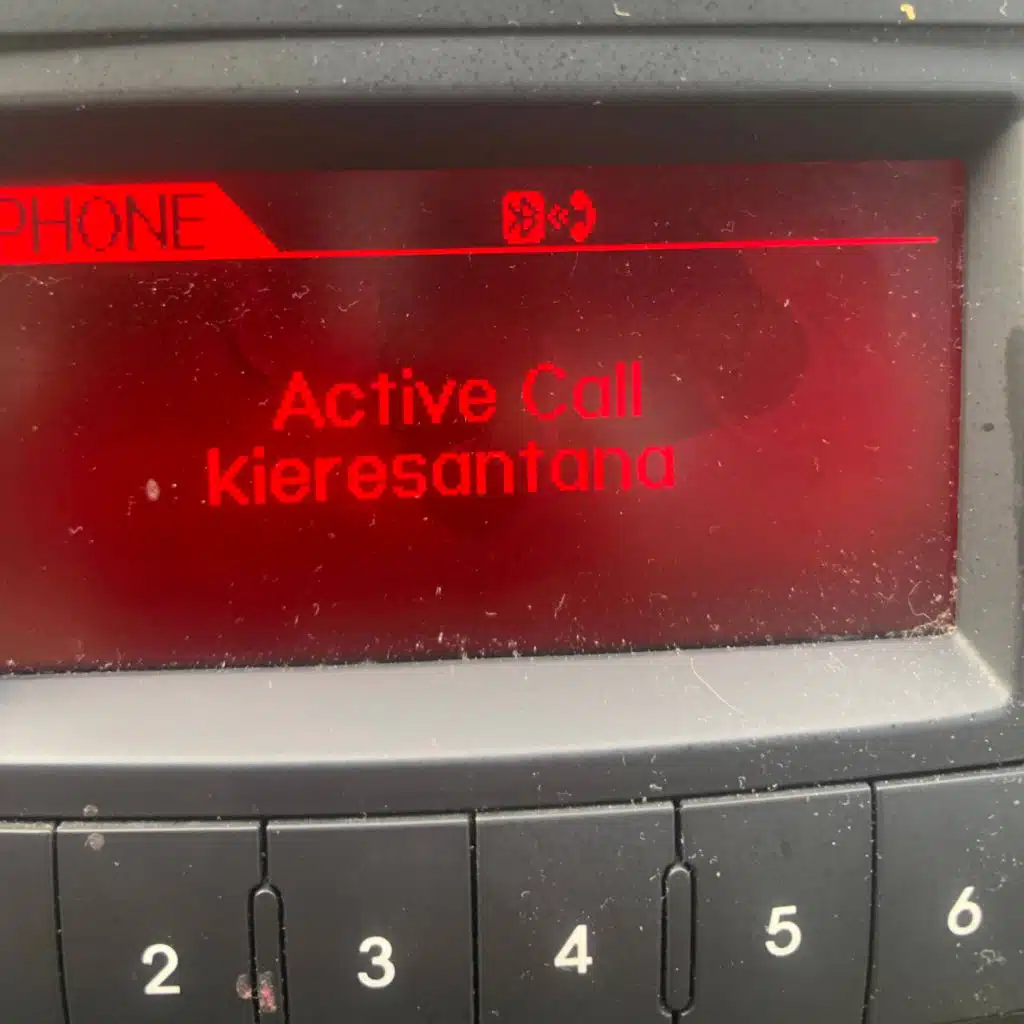 PHONE
Active Call
Kieresantana
2 3 4 5 6